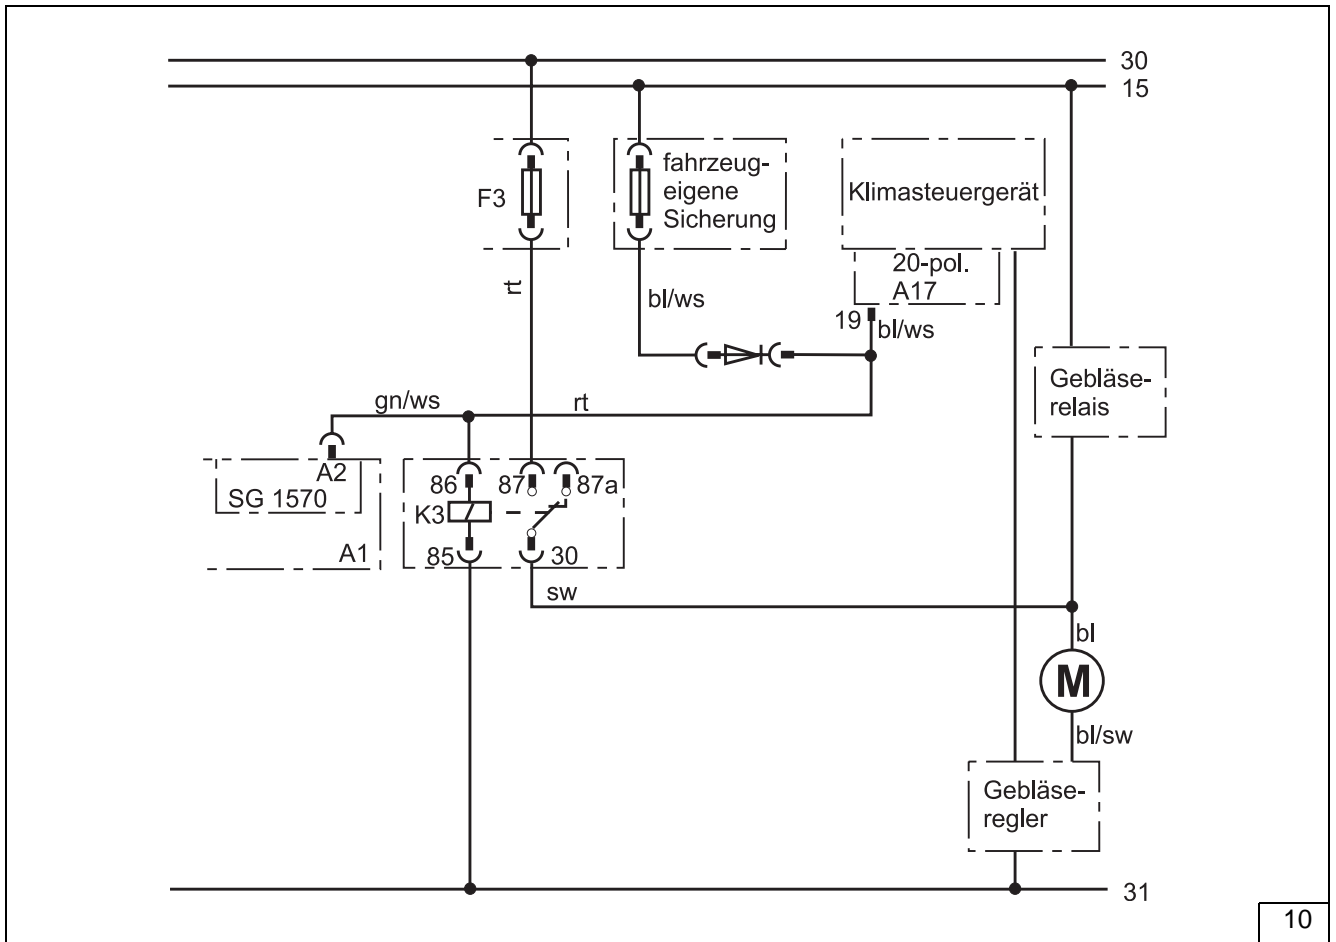 30
15
F3
fahrzeug-
eigene
Sicherung
Klimasteuergerät
20-pol.
A17
rt
bl/ws
19
bl/ws
Gebläse-
relais
gn/ws
rt
A2
SG 1570
A1
86
87
87a
K3
85
30
sw
bl
M
bl/sw
Gebläse-
regler
31
10